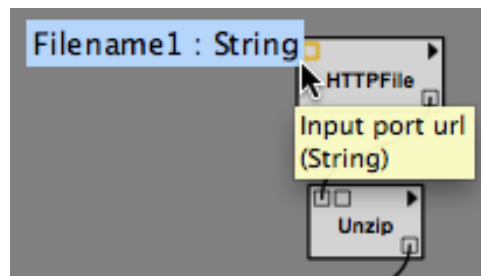 Filename1 : String
HTTPFile
Input port url
(String)
Unzip